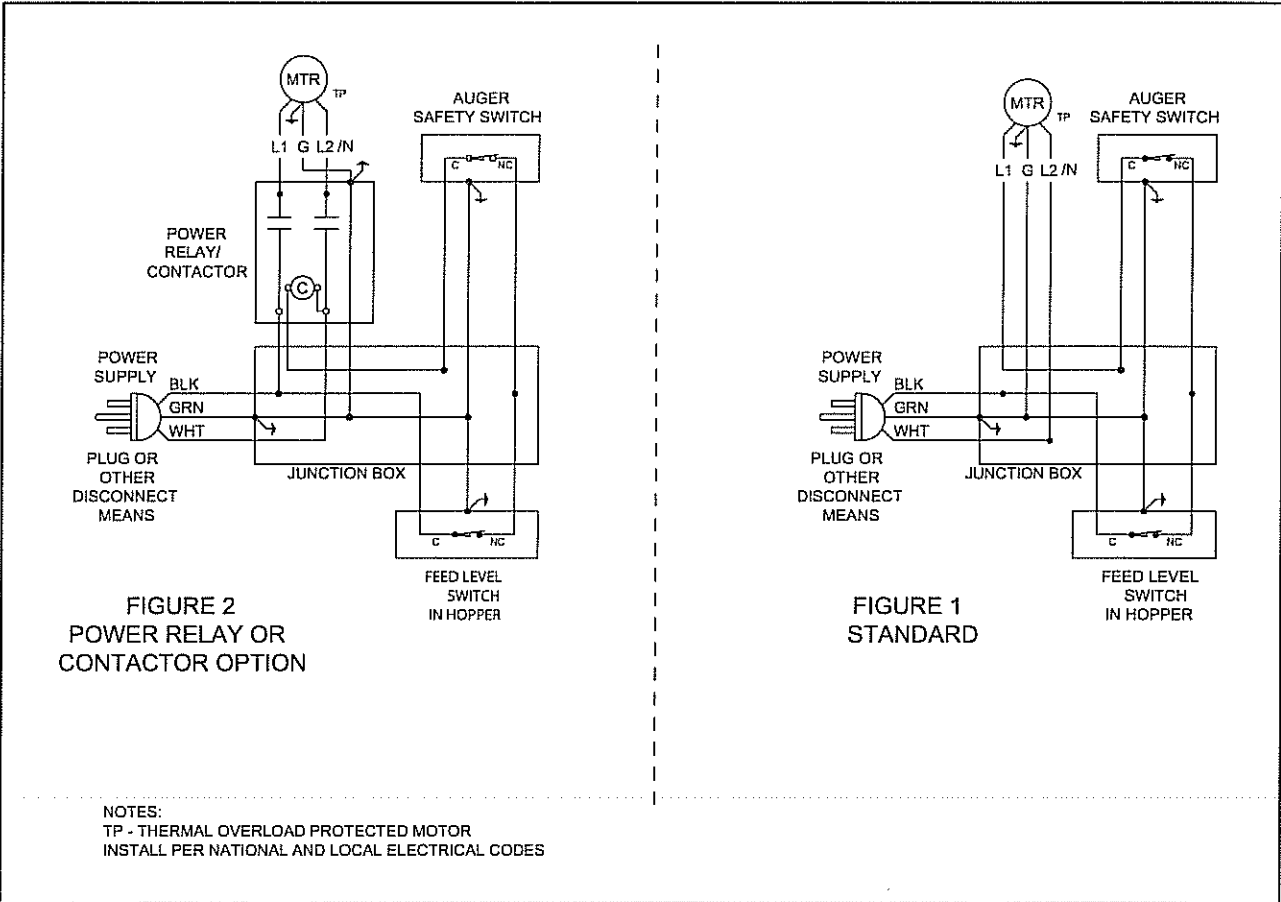 MTR
TP
L1 G L2 /N
AUGER
SAFETY SWITCH
C NC
POWER
RELAY/
CONTACTOR
C
POWER
SUPPLY
BLK
GRN
WHT
PLUG OR
OTHER
DISCONNECT
MEANS
JUNCTION BOX
C NC
FEED LEVEL
SWITCH
IN HOPPER
FIGURE 2
POWER RELAY OR
CONTACTOR OPTION
MTR
TP
L1 G L2 /N
AUGER
SAFETY SWITCH
C NC
POWER
SUPPLY
BLK
GRN
WHT
PLUG OR
OTHER
DISCONNECT
MEANS
JUNCTION BOX
C NC
FEED LEVEL
SWITCH
IN HOPPER
FIGURE 1
STANDARD
NOTES:
TP - THERMAL OVERLOAD PROTECTED MOTOR
INSTALL PER NATIONAL AND LOCAL ELECTRICAL CODES